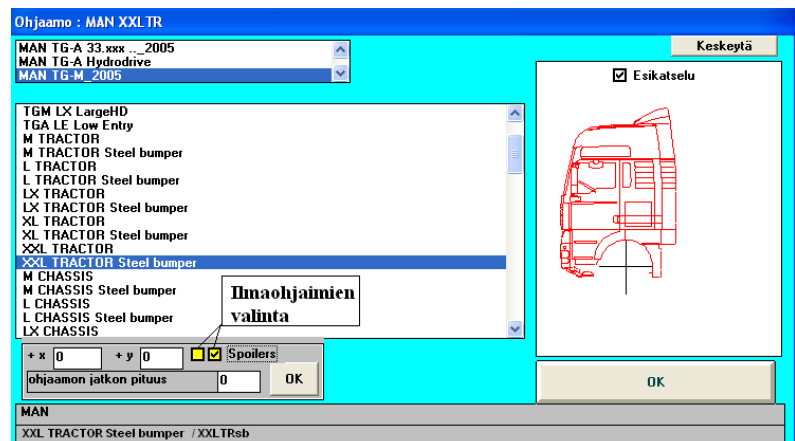 Ohjaamo : MAN XXLTR
MAN TG-A 33.xxx .._2005
MAN TG-A Hydrodrive
MAN TG-M_2005
Keskeytä
Esikatselu
TGM LX LargeHD
TGA LE Low Entry
M TRACTOR
M TRACTOR Steel bumper
L TRACTOR
L TRACTOR Steel bumper
LX TRACTOR
LX TRACTOR Steel bumper
XL TRACTOR
XL TRACTOR Steel bumper
XXL TRACTOR
XXL TRACTOR Steel bumper
M CHASSIS
M CHASSIS Steel bumper
L CHASSIS
L CHASSIS Steel bumper
LX CHASSIS
Ilmaohjaimien
valinta
+ x 0 + y 0 Spoilers
ohjaamon jatkon pituus 0 OK
OK
MAN
XXL TRACTOR Steel bumper / XXLTRsb